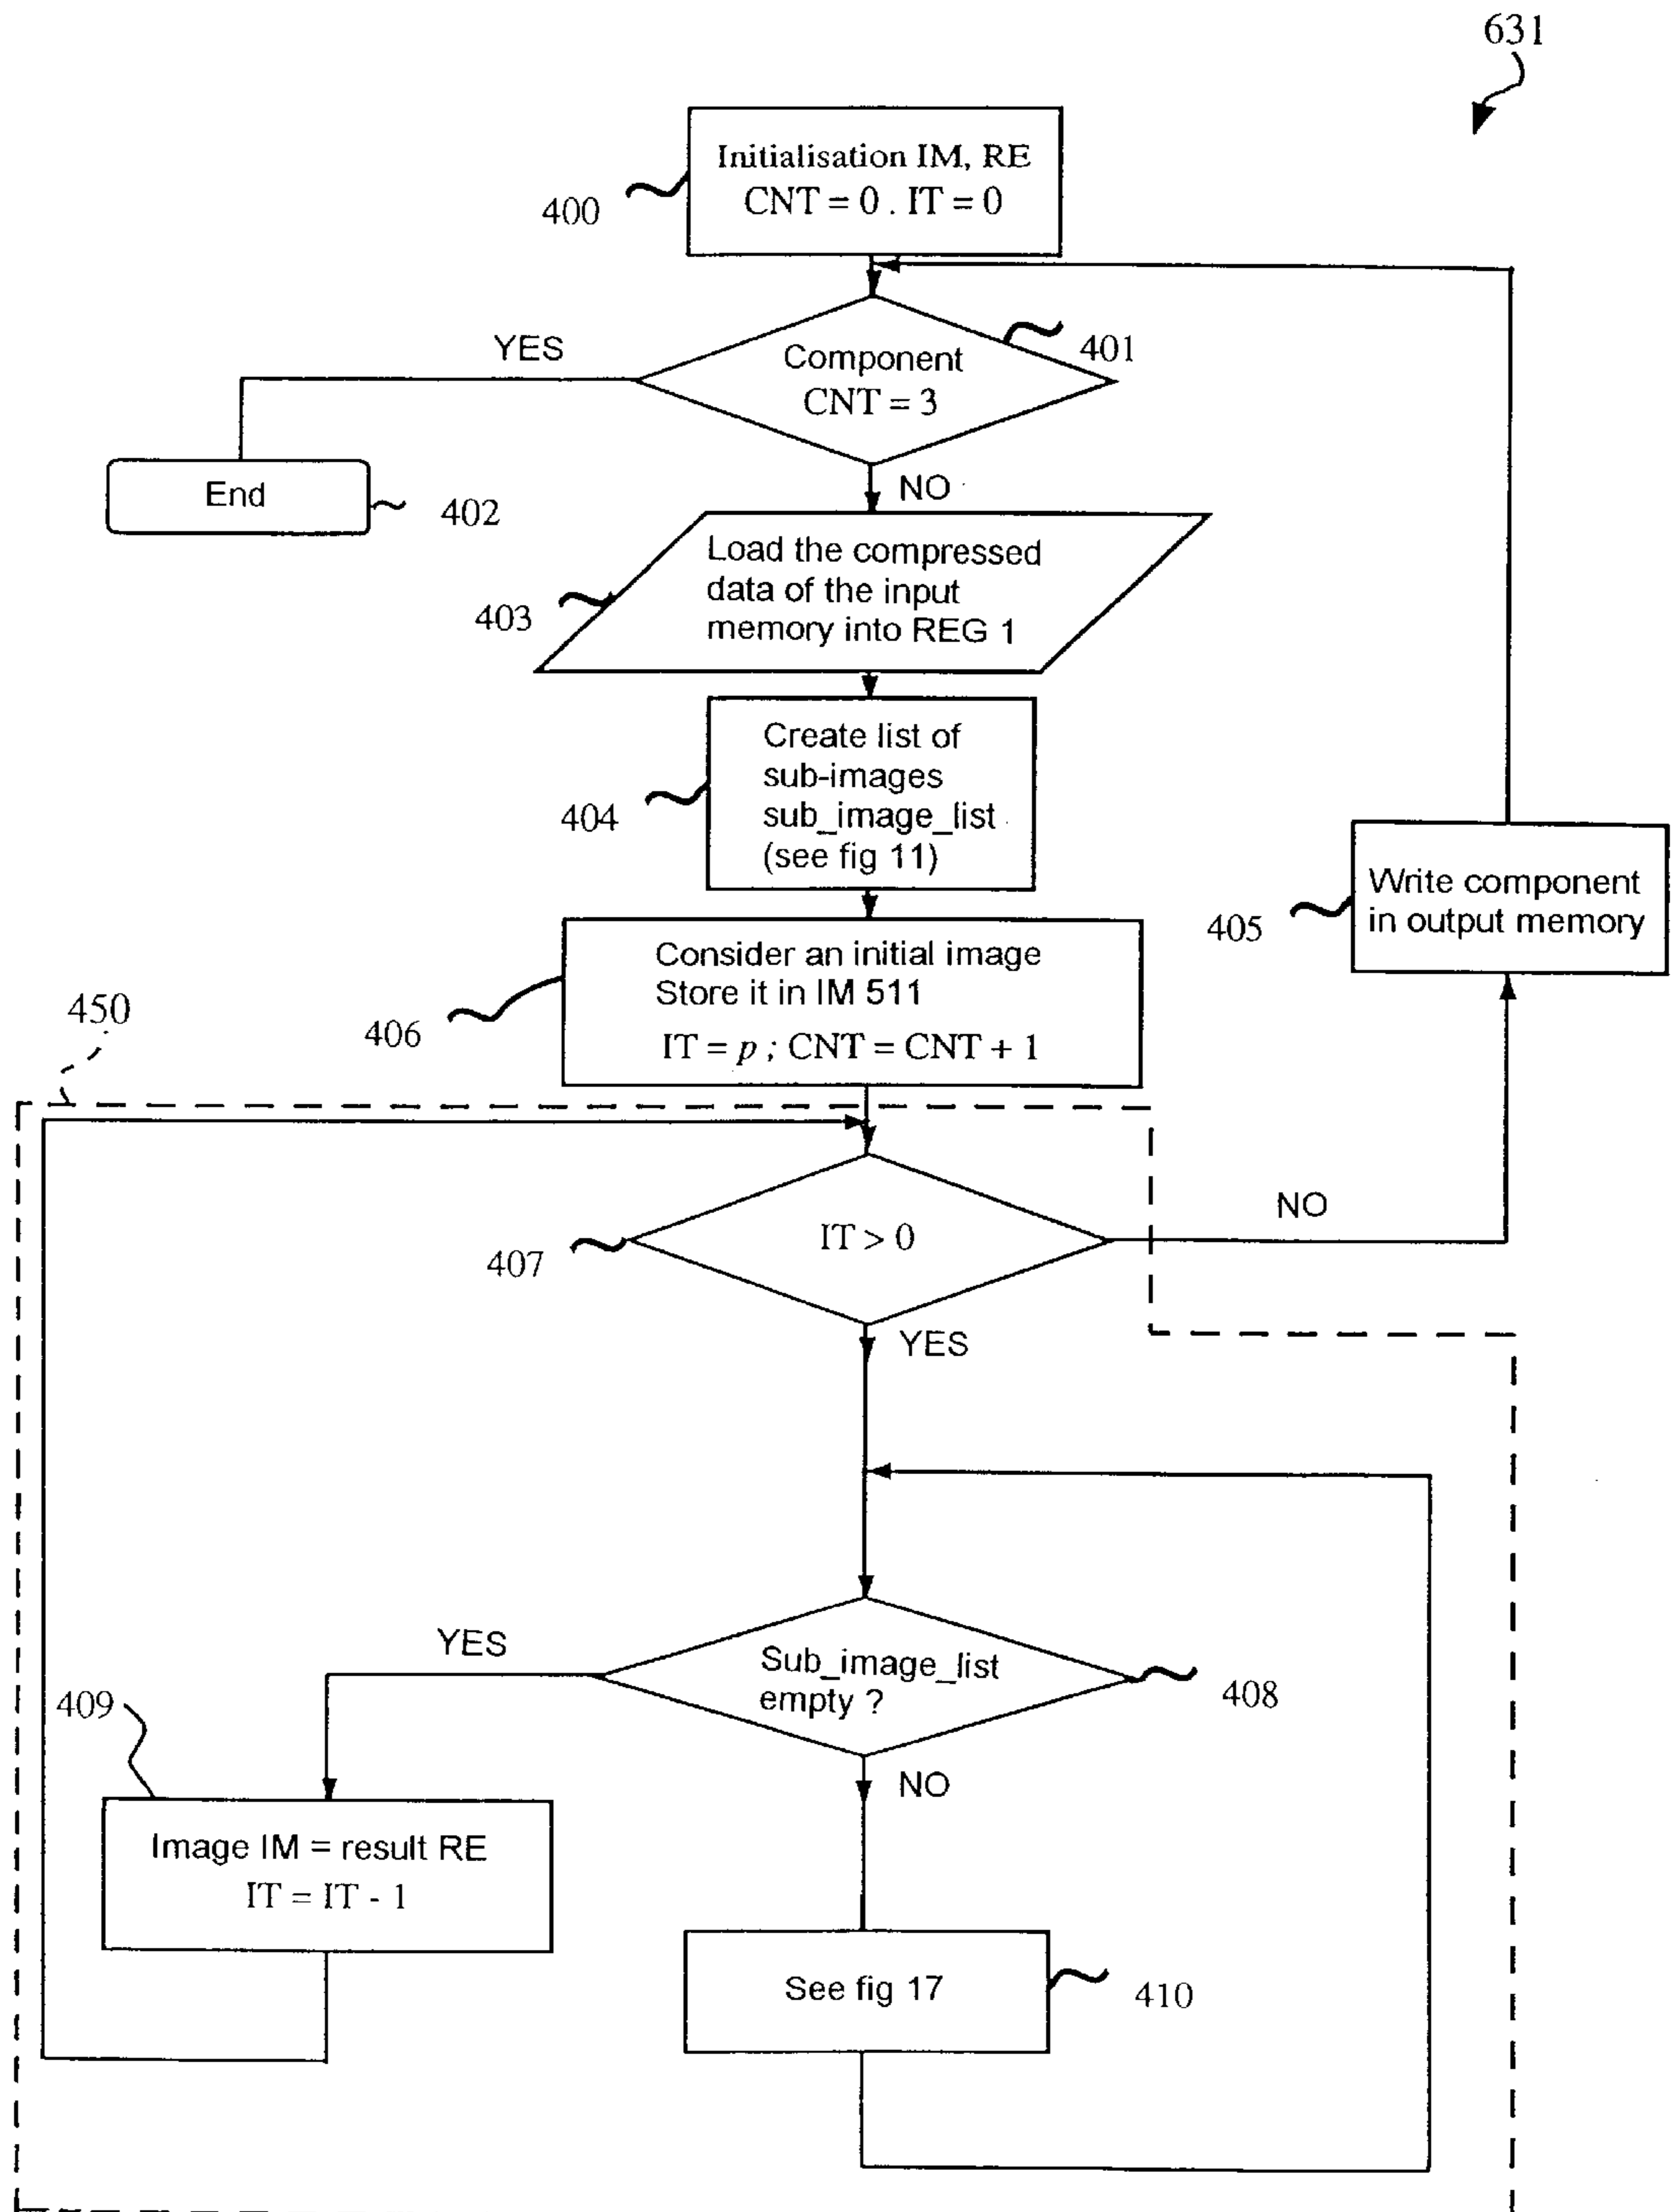 631
Initialisation IM, RE
CNT = 0 . IT = 0
400
Component
CNT = 3
401
YES
End
402
NO
Load the compressed
data of the input
memory into REG 1
403
Create list of
sub-images
sub_image_list
(see fig 11)
404
Write component
in output memory
405
Consider an initial image
Store it in IM 511
IT = p ; CNT = CNT + 1
406
450
IT > 0
407
NO
YES
Sub_image_list
empty ?
408
YES
409
NO
Image IM = result RE
IT = IT - 1
See fig 17
410